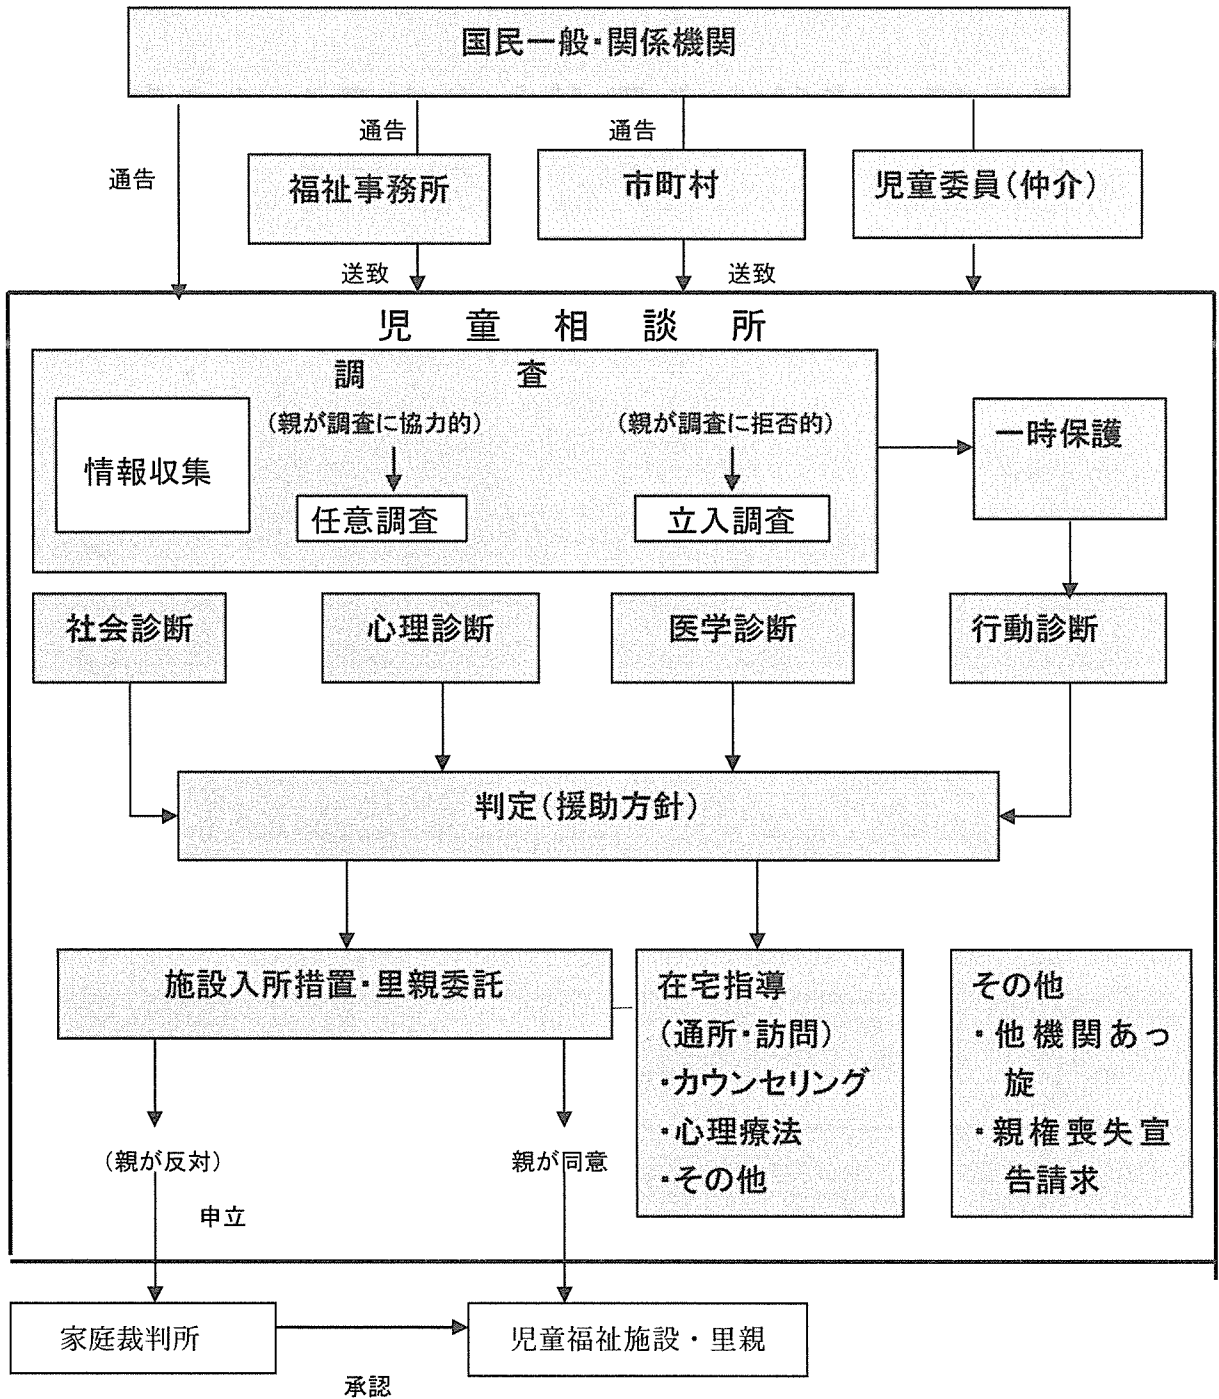 国民一般・関係機関
通告
通告
通告
福祉事務所
市町村
児童委員(仲介)
送致
送致
児童相談所
調査
情報収集
(親が調査に協力的)
(親が調査に拒否的)
任意調査
立入調査
一時保護
社会診断
心理診断
医学診断
行動診断
判定(援助方針)
施設入所措置・里親委託
在宅指導
(通所・訪問)
・カウンセリング
・心理療法
・その他
その他
・他機関あっ
旋
・親権喪失宣
告請求
(親が反対)
親が同意
申立
家庭裁判所
児童福祉施設・里親
承認